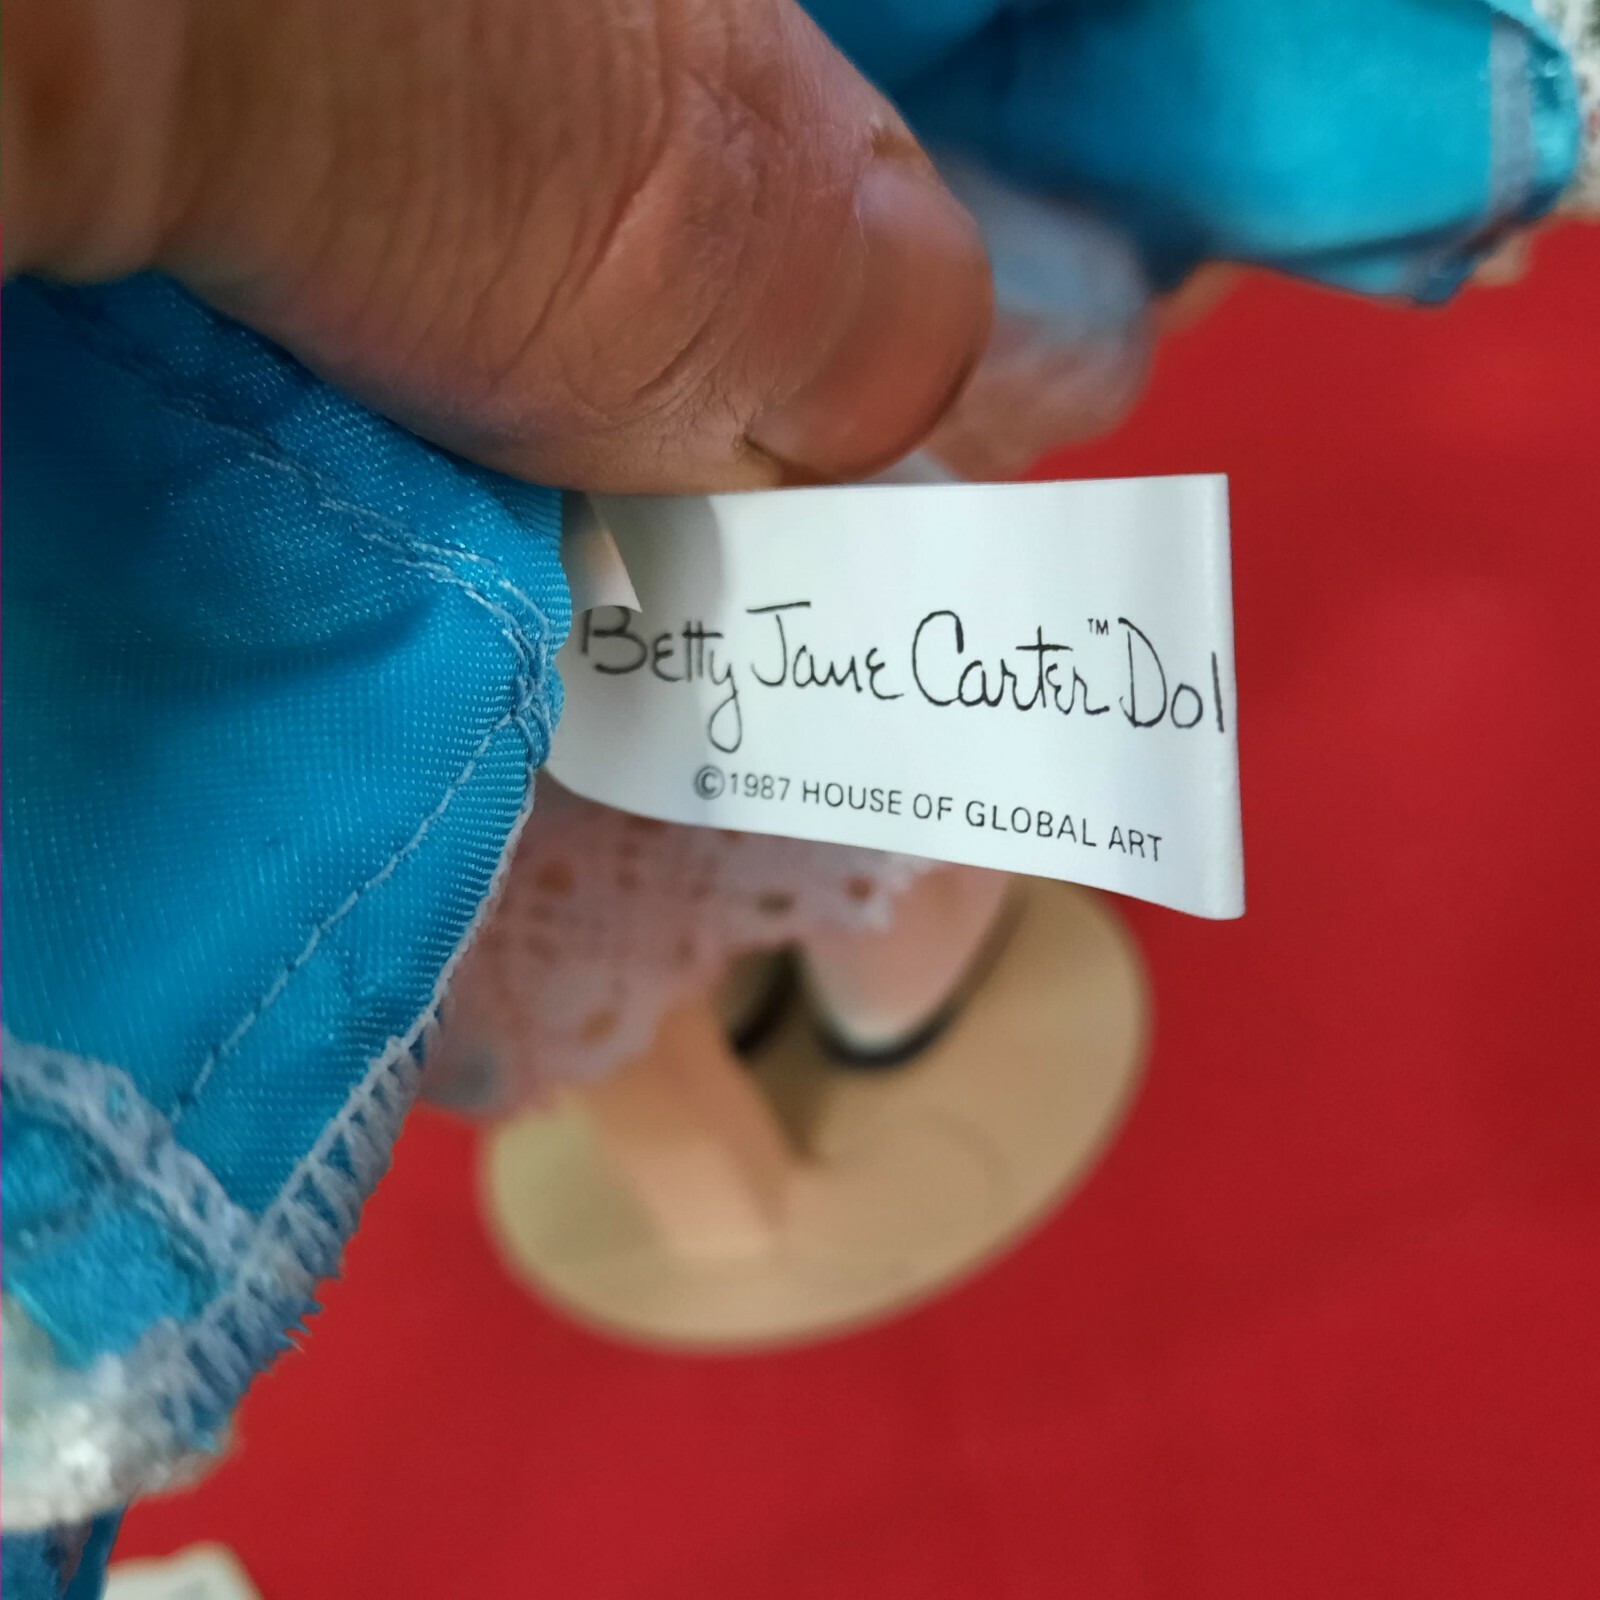 Betty Jane Carter™ Dol
©1987 HOUSE OF GLOBAL ART